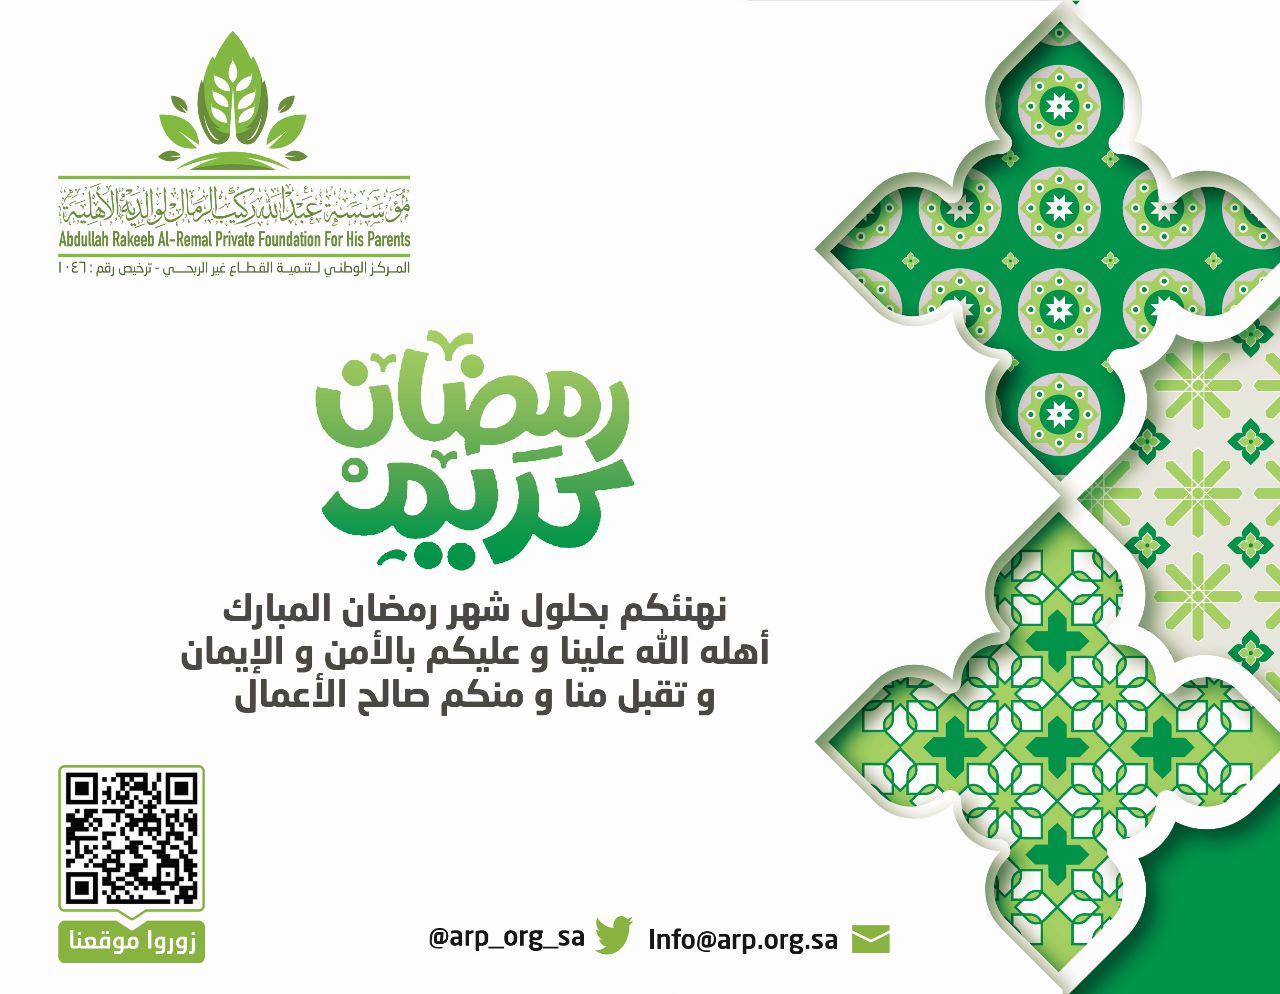 مؤسسة عبدالله ركيب الرمال لوالديه الأهلية
Abdullah Rakeeb Al-Remal Private Foundation For His Parents
المركز الوطني لتنمية القطاع غير الربحي - ترخيص رقم : ١٠٤٦
رمضان
كريم
نهنئكم بحلول شهر رمضان المبارك
أهله الله علينا و عليكم بالأمن و الإيمان
و تقبل منا و منكم صالح الأعمال
زوروا موقعنا
@arp_org_sa
Info@arp.org.sa